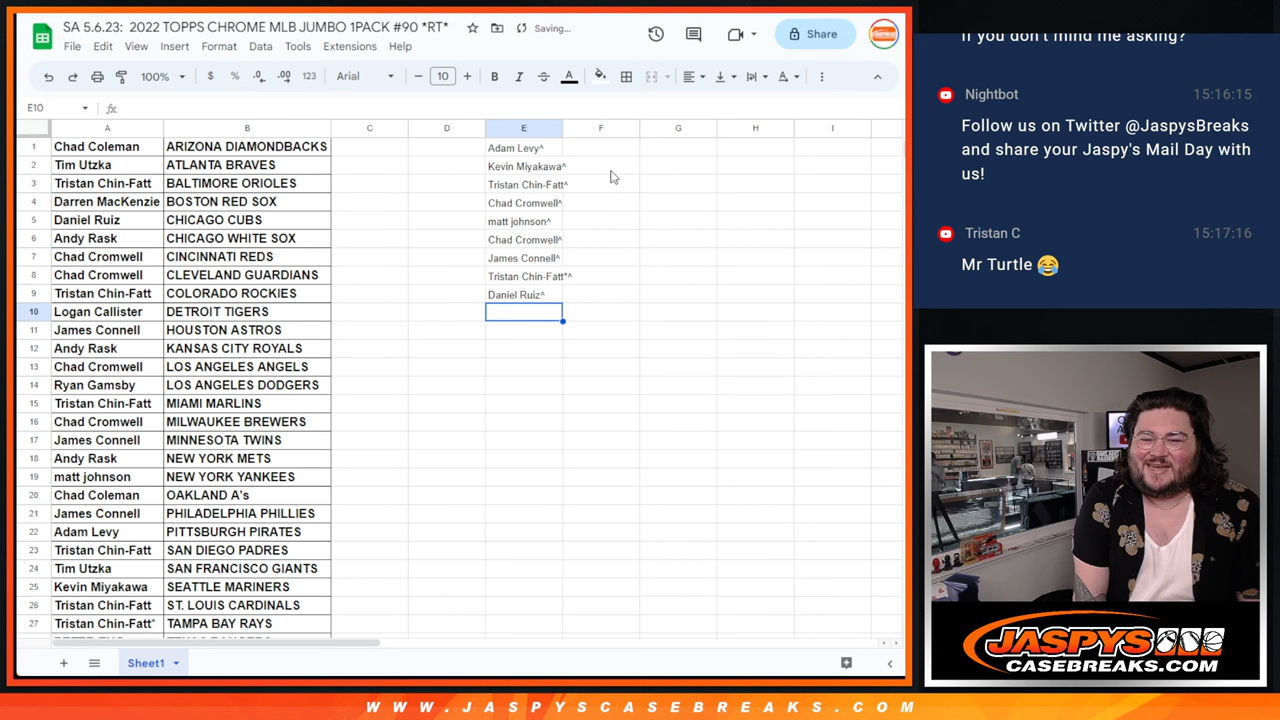 SA 5.6.23: 2022 TOPPS CHROME MLB JUMBO 1PACK #90 *RT*
Saving...
Share
File Edit View Insert Format Data Tools Extensions Help
100% $ % .0 .00 123 Arial 10 B I A
E10 fx
A B C D E F G H I
1 Chad Coleman ARIZONA DIAMONDBACKS Adam Levy^
2 Tim Utzka ATLANTA BRAVES Kevin Miyakawa^
3 Tristan Chin-Fatt BALTIMORE ORIOLES Tristan Chin-Fatt^
4 Darren MacKenzie BOSTON RED SOX Chad Cromwell^
5 Daniel Ruiz CHICAGO CUBS matt johnson^
6 Andy Rask CHICAGO WHITE SOX Chad Cromwell^
7 Chad Cromwell CINCINNATI REDS James Connell^
8 Chad Cromwell CLEVELAND GUARDIANS Tristan Chin-Fatt*^
9 Tristan Chin-Fatt COLORADO ROCKIES Daniel Ruiz^
10 Logan Callister DETROIT TIGERS
11 James Connell HOUSTON ASTROS
12 Andy Rask KANSAS CITY ROYALS
13 Chad Cromwell LOS ANGELES ANGELS
14 Ryan Gamsby LOS ANGELES DODGERS
15 Tristan Chin-Fatt MIAMI MARLINS
16 Chad Cromwell MILWAUKEE BREWERS
17 James Connell MINNESOTA TWINS
18 Andy Rask NEW YORK METS
19 matt johnson NEW YORK YANKEES
20 Chad Coleman OAKLAND A's
21 James Connell PHILADELPHIA PHILLIES
22 Adam Levy PITTSBURGH PIRATES
23 Tristan Chin-Fatt SAN DIEGO PADRES
24 Tim Utzka SAN FRANCISCO GIANTS
25 Kevin Miyakawa SEATTLE MARINERS
26 Tristan Chin-Fatt ST. LOUIS CARDINALS
27 Tristan Chin-Fatt* TAMPA BAY RAYS
Sheet1
if you don't mind me asking?
Nightbot 15:16:15
Follow us on Twitter @JaspysBreaks
and share your Jaspy's Mail Day with
us!
Tristan C 15:17:16
Mr Turtle 😂
JASPYS
CASEBREAKS.COM
WWW.JASPYSCASEBREAKS.COM